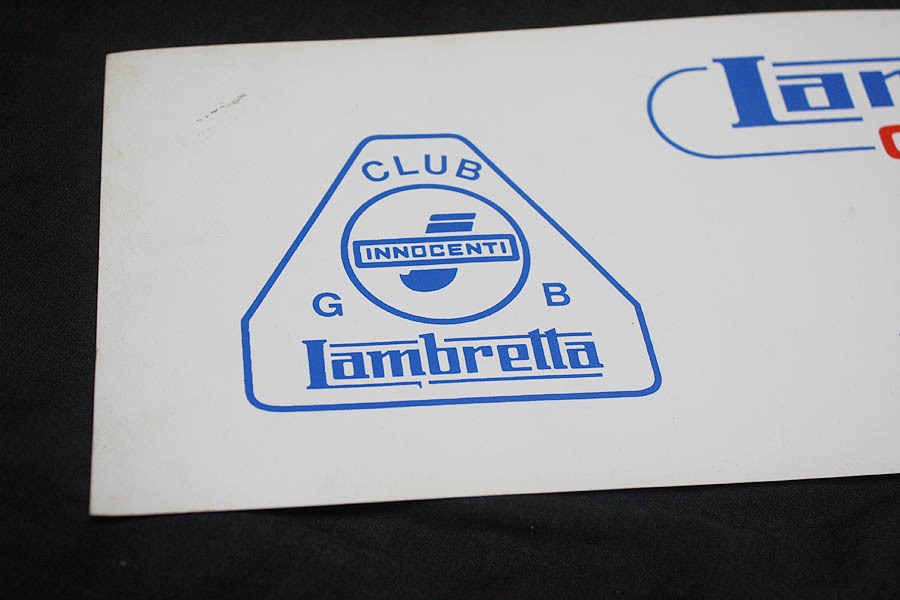 CLUB
INNOCENTI
G B
Lambretta